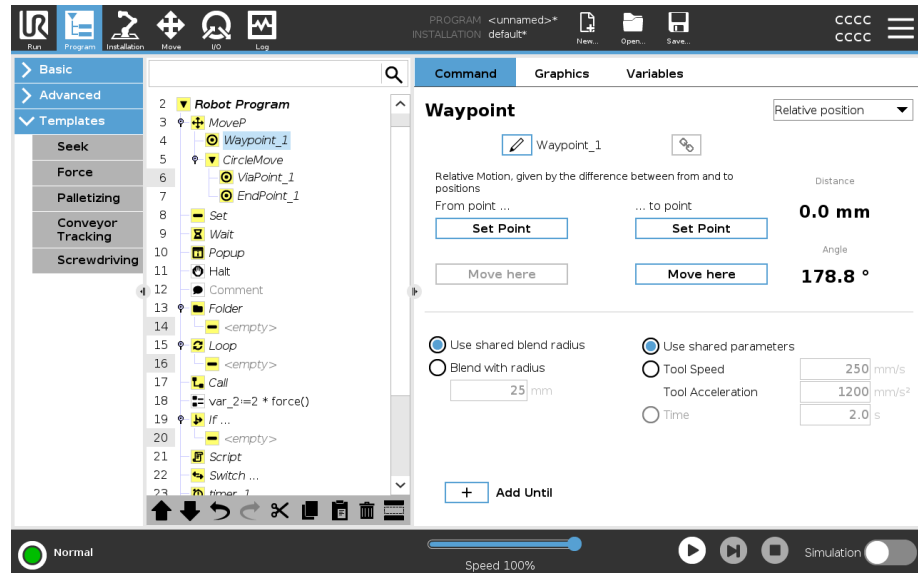 PROGRAM <unnamed>*
INSTALLATION default*
CCCC
CCCC
Run
Program
Installation
Move
I/O
Log
New...
Open...
Save...
Basic
Advanced
Templates
Seek
Force
Palletizing
Conveyor
Tracking
Screwdriving
2 Robot Program
3 MoveP
4 Waypoint_1
5 CircleMove
6 ViaPoint_1
7 EndPoint_1
8 Set
9 Wait
10 Popup
11 Halt
12 Comment
13 Folder
14 <empty>
15 Loop
16 <empty>
17 Call
18 var_2:=2 * force()
19 If ...
20 <empty>
21 Script
22 Switch ...
23 timer_1
Command Graphics Variables
Waypoint
Relative position
Waypoint_1
Relative Motion, given by the difference between from and to
positions
From point ...
... to point
Set Point
Set Point
Move here
Move here
Distance
0.0 mm
Angle
178.8 °
Use shared blend radius
Blend with radius
25 mm
Use shared parameters
Tool Speed 250 mm/s
Tool Acceleration 1200 mm/s²
Time 2.0 s
+ Add Until
Normal
Speed 100%
Simulation